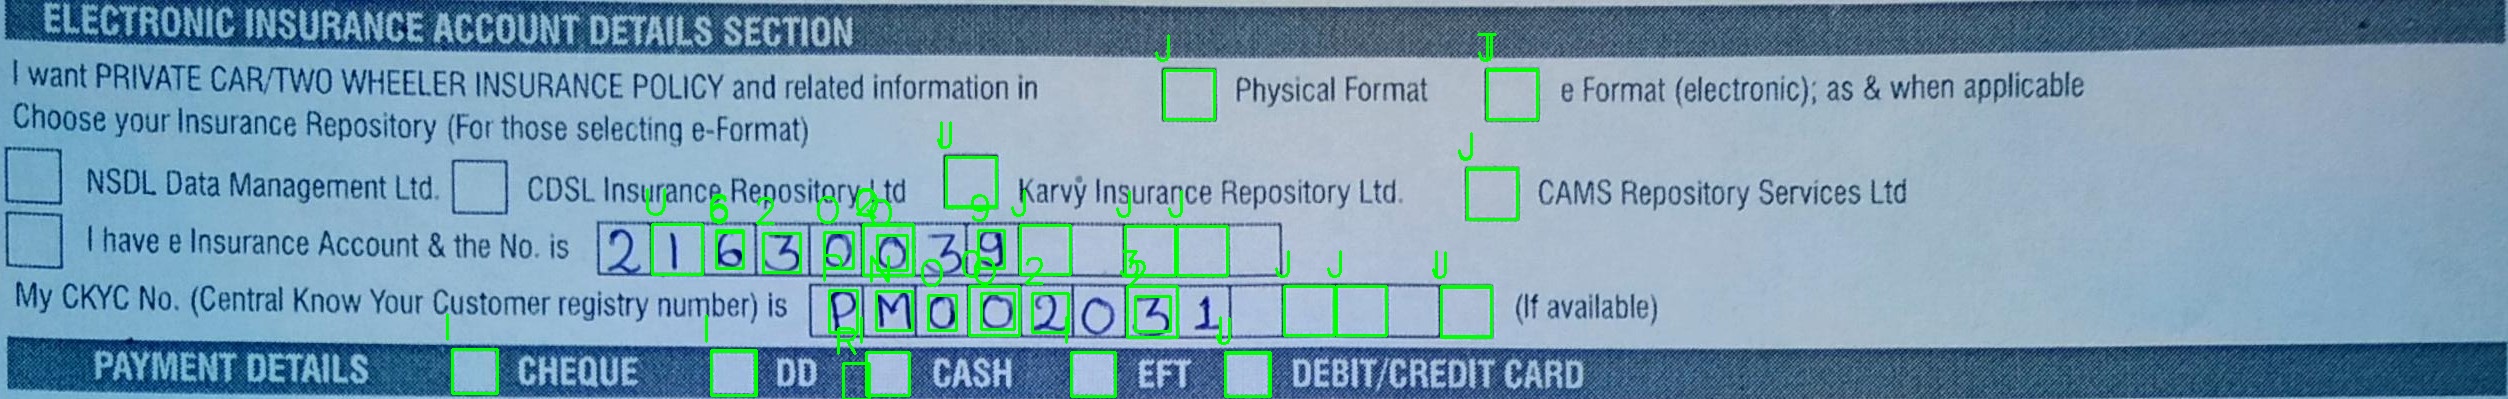 ELECTRONIC INSURANCE ACCOUNT DETAILS SECTION
I want PRIVATE CAR/TWO WHEELER INSURANCE POLICY and related information in Physical Format e Format (electronic); as & when applicable
Choose your Insurance Repository (For those selecting e-Format)
NSDL Data Management Ltd. CDSL Insurance Repository Ltd Karvy Insurance Repository Ltd. CAMS Repository Services Ltd
I have e Insurance Account & the No. is 21630039
My CKYC No. (Central Know Your Customer registry number) is PM002031 (If available)
PAYMENT DETAILS CHEQUE DD CASH EFT DEBIT/CREDIT CARD